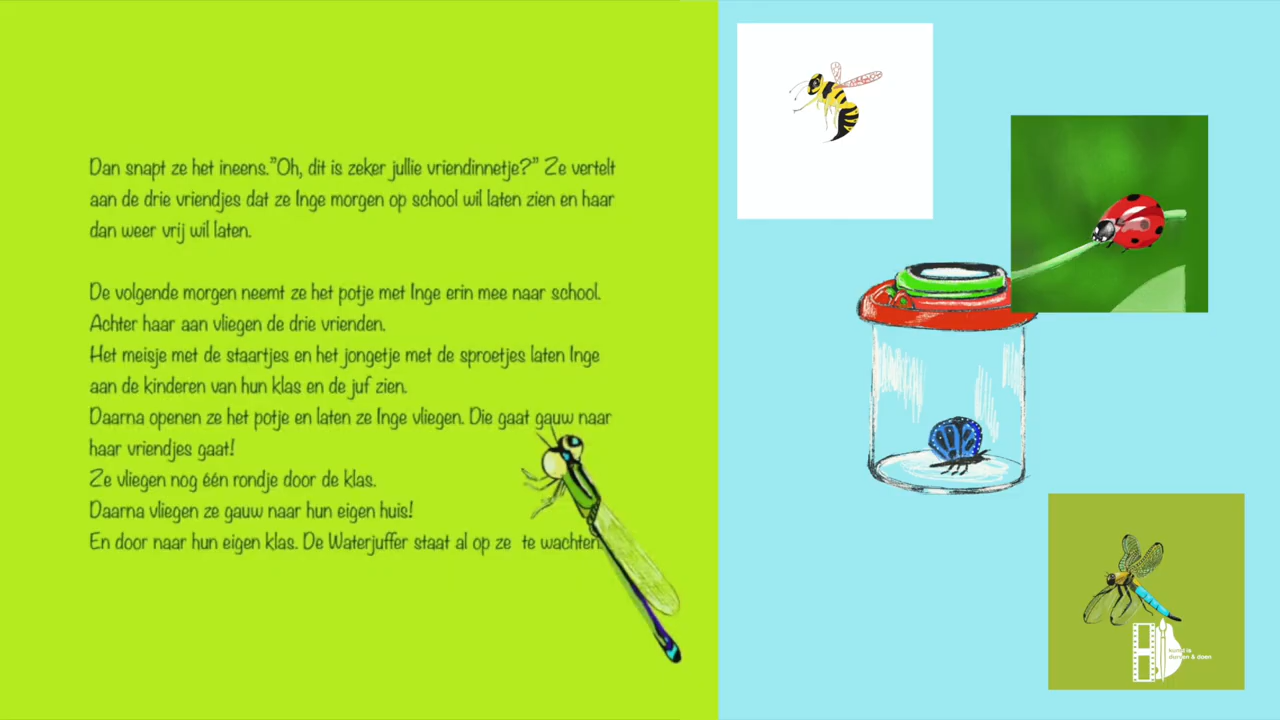 Dan snapt ze het ineens."Oh, dit is zeker jullie vriendinnetje?" Ze vertelt
aan de drie vriendjes dat ze Inge morgen op school wil laten zien en haar
dan weer vrij wil laten.
De volgende morgen neemt ze het potje met Inge erin mee naar school.
Achter haar aan vliegen de drie vrienden.
Het meisje met de staartjes en het jongetje met de sproetjes laten Inge
aan de kinderen van hun klas en de juf zien.
Daarna openen ze het potje en laten ze Inge vliegen. Die gaat gauw naar
haar vriendjes gaat!
Ze vliegen nog één rondje door de klas.
Daarna vliegen ze gauw naar hun eigen huis!
En door naar hun eigen klas. De Waterjuffer staat al op ze te wachten.
kunst is
& doen